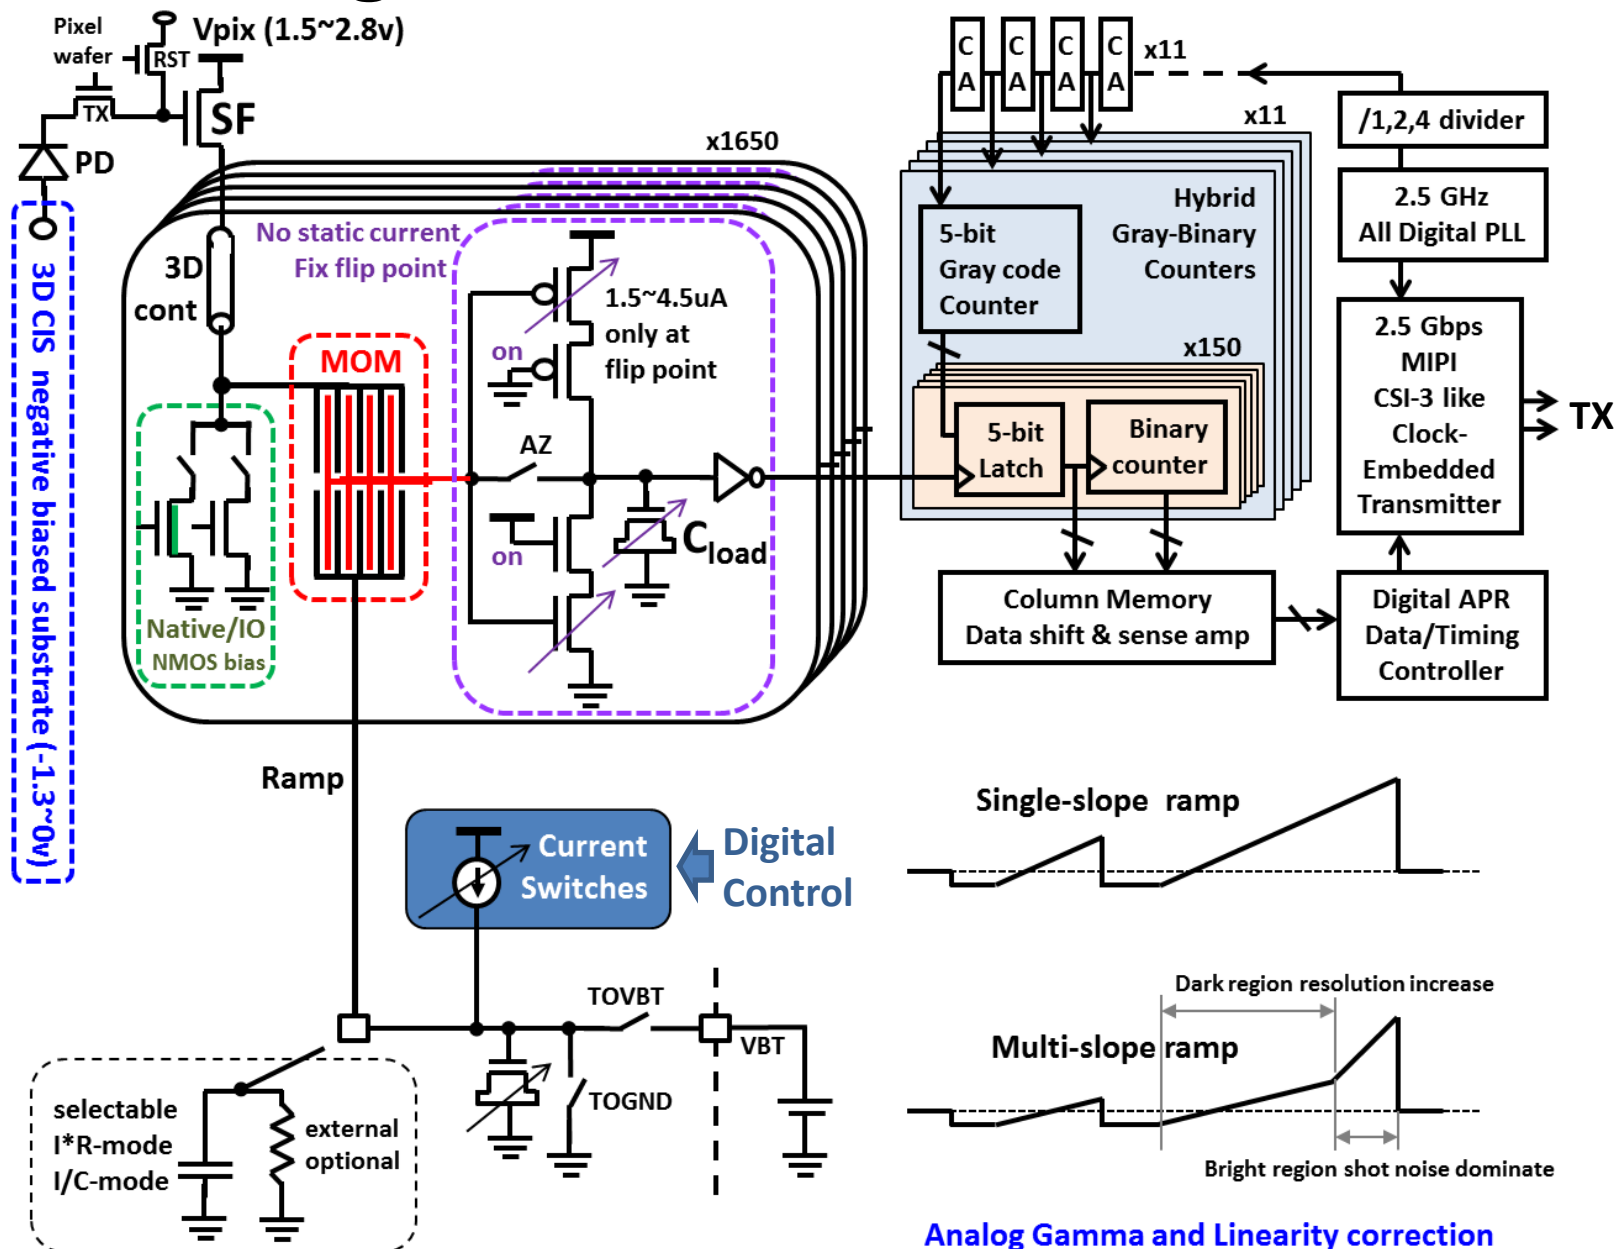 Pixel
wafer
RST
Vpix (1.5~2.8v)
TX
SF
PD
3D CIS negative biased substrate (-1.3~0v)
x1650
No static current
Fix flip point
3D
cont
MOM
1.5~4.5uA
only at
flip point
on
AZ
on
Cload
Native/IO
NMOS bias
C
A
C
A
C
A
C
A
x11
x11
/1,2,4 divider
2.5 GHz
All Digital PLL
Hybrid
Gray-Binary
Counters
5-bit
Gray code
Counter
x150
5-bit
Latch
Binary
counter
2.5 Gbps
MIPI
CSI-3 like
Clock-
Embedded
Transmitter
TX
Column Memory
Data shift & sense amp
Digital APR
Data/Timing
Controller
Ramp
Current
Switches
Digital
Control
TOVBT
VBT
TOGND
selectable
I*R-mode
I/C-mode
external
optional
Single-slope ramp
Dark region resolution increase
Multi-slope ramp
Bright region shot noise dominate
Analog Gamma and Linearity correction